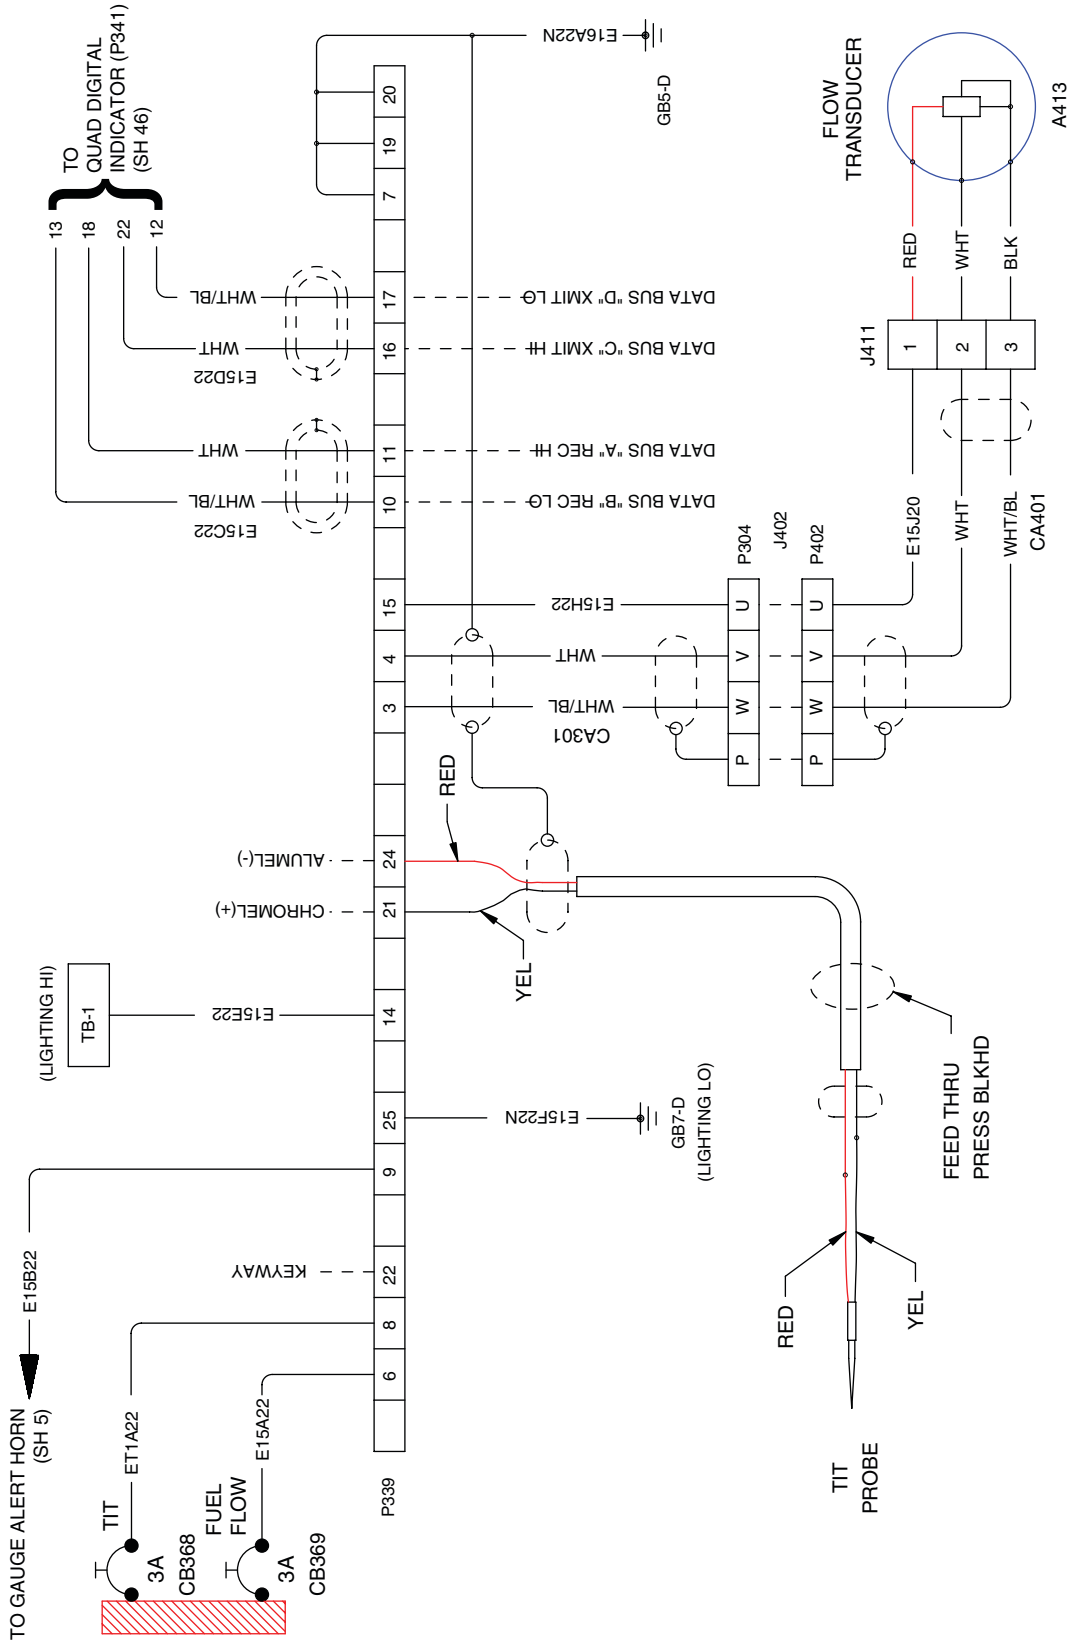 TO GAUGE ALERT HORN
(SH 5)
E15B22
TIT
3A
CB368
ET1A22
FUEL
FLOW
3A
CB369
E15A22
P339
6
8
22
9
25
14
21
24
3
4
15
10
11
16
17
7
19
20
KEYWAY
(LIGHTING HI)
TB-1
E15E22
CHROMEL(+)
ALUMEL(-)
E15C22
WHT/BL
WHT
E15D22
WHT
WHT/BL
13
18
22
12
TO
QUAD DIGITAL
INDICATOR (P341)
(SH 46)
DATA BUS "B" REC LO
DATA BUS "A" REC HI
DATA BUS "C" XMIT HI
DATA BUS "D" XMIT LO
E16A22N
GB5-D
E15F22N
GB7-D
(LIGHTING LO)
YEL
RED
CA301
WHT/BL
WHT
E15H22
P
W
V
U
P304
J402
P
W
V
U
P402
E15J20
WHT
WHT/BL
CA401
J411
1
2
3
RED
WHT
BLK
FLOW
TRANSDUCER
A413
FEED THRU
PRESS BLKHD
RED
YEL
TIT
PROBE